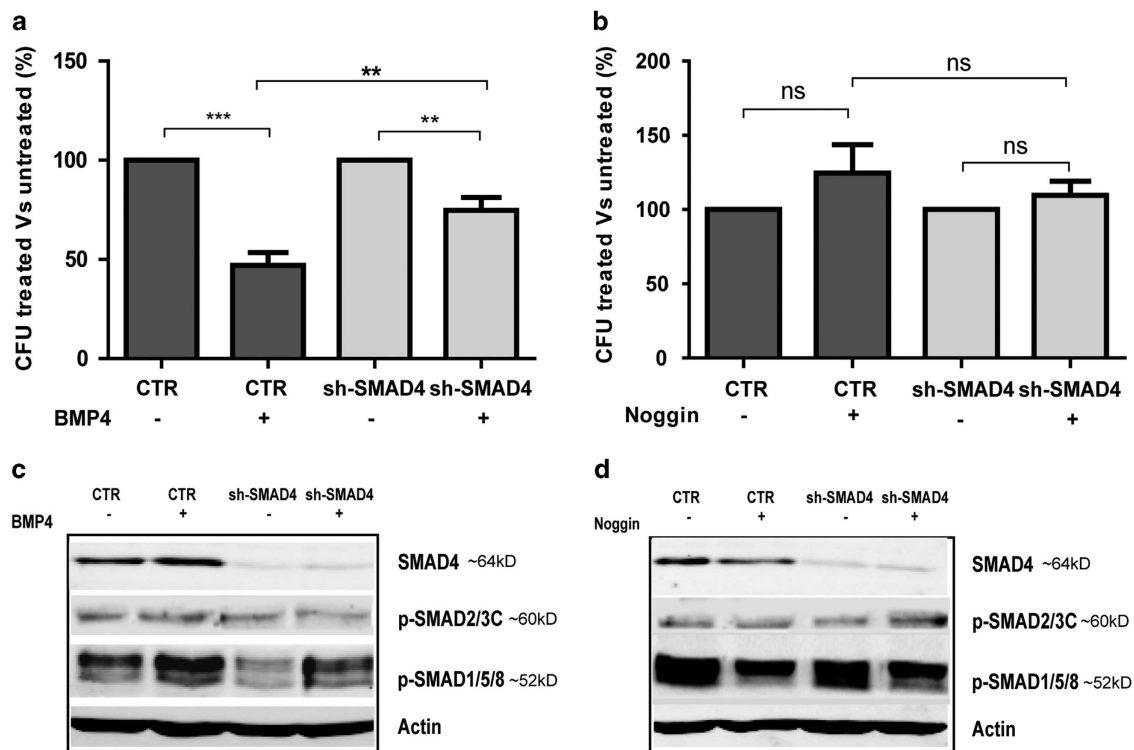 a
CFU treated Vs untreated (%)
150
100
50
0
***
**
**
CTR CTR sh-SMAD4 sh-SMAD4
BMP4 - + - +
b
CFU treated Vs untreated (%)
200
150
100
50
0
ns
ns
ns
CTR CTR sh-SMAD4 sh-SMAD4
Noggin - + - +
c
CTR CTR sh-SMAD4 sh-SMAD4
BMP4 - + - +
SMAD4 ~64kD
p-SMAD2/3C ~60kD
p-SMAD1/5/8 ~52kD
Actin
d
CTR CTR sh-SMAD4 sh-SMAD4
Noggin - + - +
SMAD4 ~64kD
p-SMAD2/3C ~60kD
p-SMAD1/5/8 ~52kD
Actin